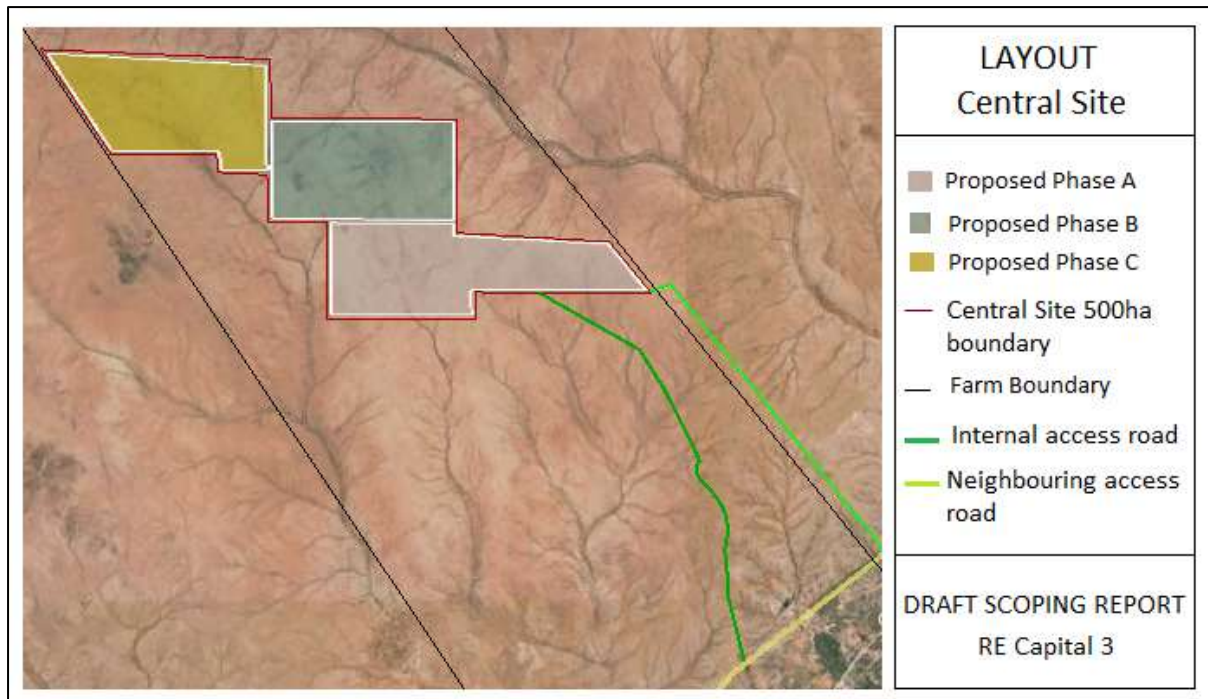 LAYOUT
Central Site
Proposed Phase A
Proposed Phase B
Proposed Phase C
Central Site 500ha
boundary
Farm Boundary
Internal access road
Neighbouring access
road
DRAFT SCOPING REPORT
RE Capital 3